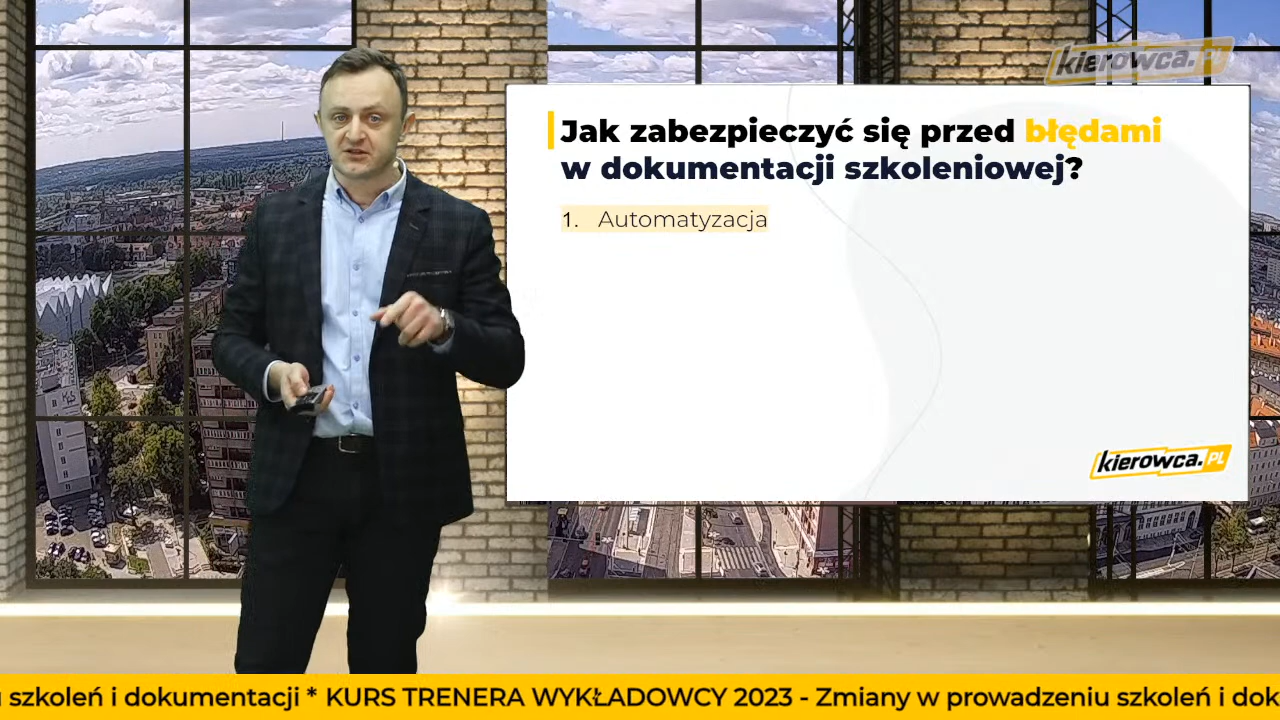 kierowca.PL
Jak zabezpieczyć się przed błędami
w dokumentacji szkoleniowej?
1. Automatyzacja
kierowca.PL
u szkoleń i dokumentacji * KURS TRENERA WYKŁADOWCY 2023 - Zmiany w prowadzeniu szkoleń i dok